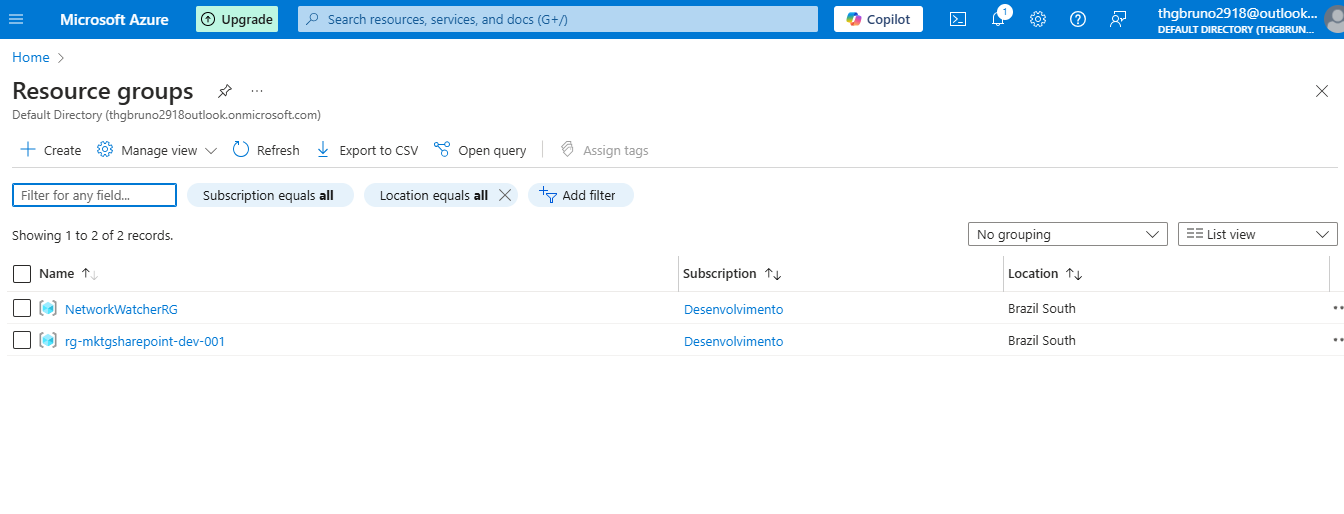 Microsoft Azure Upgrade Search resources, services, and docs (G+/) Copilot 1 thgbruno2918@outlook...
DEFAULT DIRECTORY (THGBRUN...
Home >
Resource groups ...
Default Directory (thgbruno2918outlook.onmicrosoft.com)
Create Manage view Refresh Export to CSV Open query Assign tags
Filter for any field... Subscription equals all Location equals all Add filter
Showing 1 to 2 of 2 records.
No grouping List view
Name Subscription Location
NetworkWatcherRG Desenvolvimento Brazil South
rg-mktgsharepoint-dev-001 Desenvolvimento Brazil South